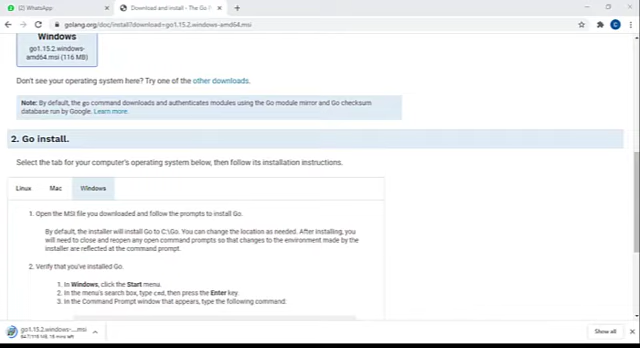 (2) WhatsApp
Download and install - The Go P
golang.org/doc/install?download=go1.15.2.windows-amd64.msi
Windows
go1.15.2.windows-
amd64.msi (116 MB)
Don't see your operating system here? Try one of the other downloads.
Note: By default, the go command downloads and authenticates modules using the Go module mirror and Go checksum
database run by Google. Learn more.
2. Go install.
Select the tab for your computer's operating system below, then follow its installation instructions.
Linux Mac Windows
1. Open the MSI file you downloaded and follow the prompts to install Go.
By default, the installer will install Go to C:\Go. You can change the location as needed. After installing, you
will need to close and reopen any open command prompts so that changes to the environment made by the
installer are reflected at the command prompt.
2. Verify that you've installed Go.
1. In Windows, click the Start menu.
2. In the menu's search box, type cmd, then press the Enter key.
3. In the Command Prompt window that appears, type the following command:
go1.15.2.windows-....msi
Show all